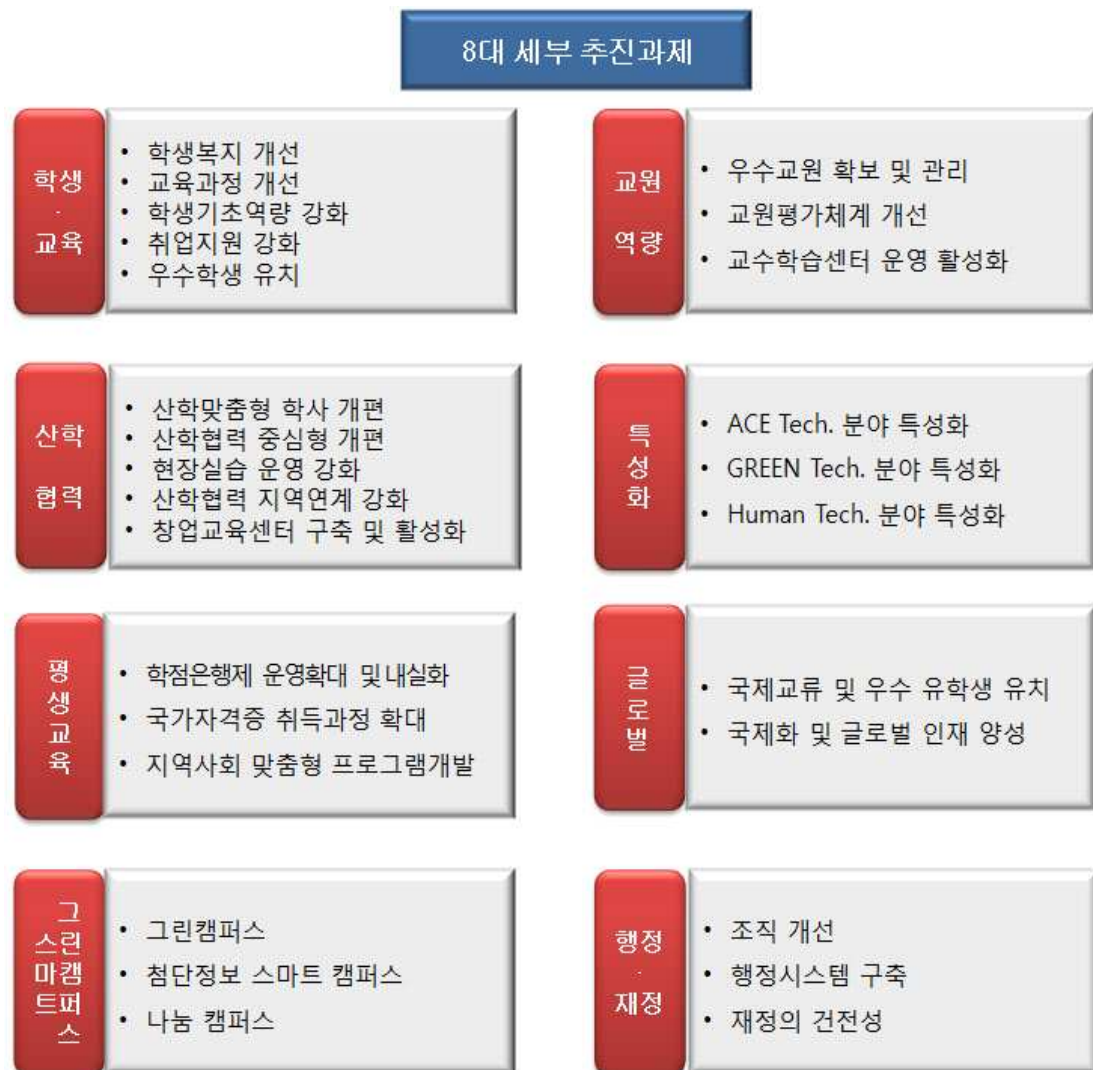 8대 세부 추진과제
학생
·
교육
• 학생복지 개선
• 교육과정 개선
• 학생기초역량 강화
• 취업지원 강화
• 우수학생 유치
교원
역량
• 우수교원 확보 및 관리
• 교원평가체계 개선
• 교수학습센터 운영 활성화
산학
협력
• 산학맞춤형 학사 개편
• 산학협력 중심형 개편
• 현장실습 운영 강화
• 산학협력 지역연계 강화
• 창업교육센터 구축 및 활성화
특
성
화
• ACE Tech. 분야 특성화
• GREEN Tech. 분야 특성화
• Human Tech. 분야 특성화
평
생
교
육
• 학점은행제 운영확대 및 내실화
• 국가자격증 취득과정 확대
• 지역사회 맞춤형 프로그램개발
글
로
벌
• 국제교류 및 우수 유학생 유치
• 국제화 및 글로벌 인재 양성
그
스린
마캠
트퍼
스
• 그린캠퍼스
• 첨단정보 스마트 캠퍼스
• 나눔 캠퍼스
행정
·
재정
• 조직 개선
• 행정시스템 구축
• 재정의 건전성